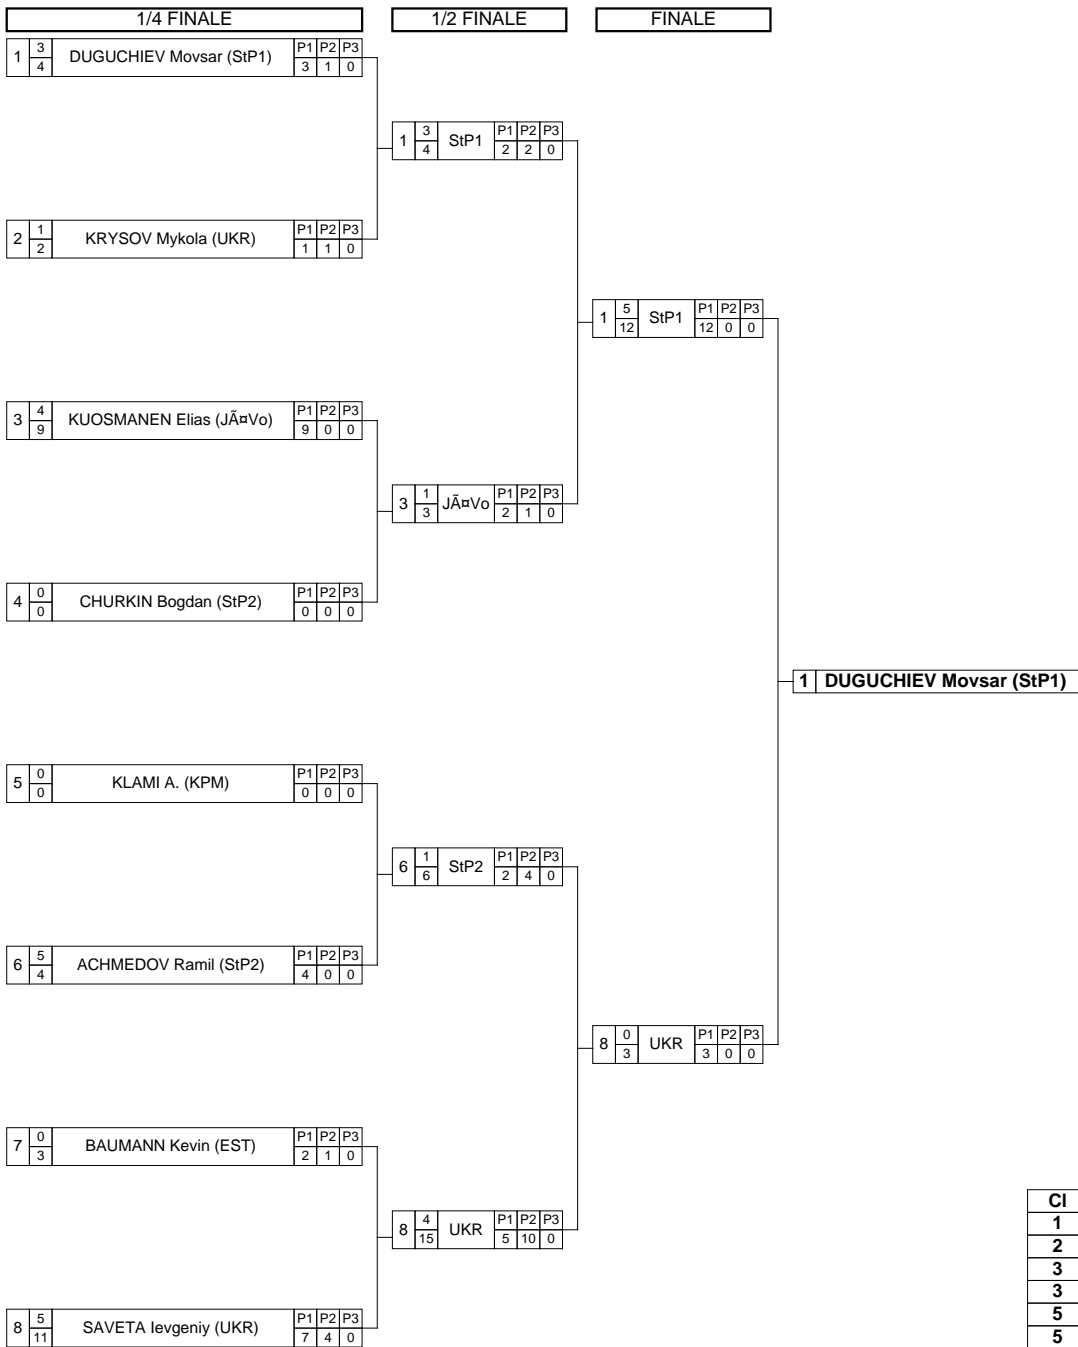 1/4 FINALE 1/2 FINALE FINALE
1 3 4 DUGUCHIEV Movsar (StP1) P1 P2 P3 3 1 0
1 3 4 StP1 P1 P2 P3 2 2 0
2 1 2 KRYSOV Mykola (UKR) P1 P2 P3 1 1 0
1 5 12 StP1 P1 P2 P3 12 0 0
3 4 9 KUOSMANEN Elias (JÃ¤Vo) P1 P2 P3 9 0 0
3 1 3 JÃ¤Vo P1 P2 P3 2 1 0
4 0 0 CHURKIN Bogdan (StP2) P1 P2 P3 0 0 0
1 DUGUCHIEV Movsar (StP1)
5 0 0 KLAMI A. (KPM) P1 P2 P3 0 0 0
6 1 6 StP2 P1 P2 P3 2 4 0
6 5 4 ACHMEDOV Ramil (StP2) P1 P2 P3 4 0 0
8 0 3 UKR P1 P2 P3 3 0 0
7 0 3 BAUMANN Kevin (EST) P1 P2 P3 2 1 0
8 4 15 UKR P1 P2 P3 5 10 0
8 5 11 SAVETA Ievgeniy (UKR) P1 P2 P3 7 4 0
Cl
1
2
3
3
5
5